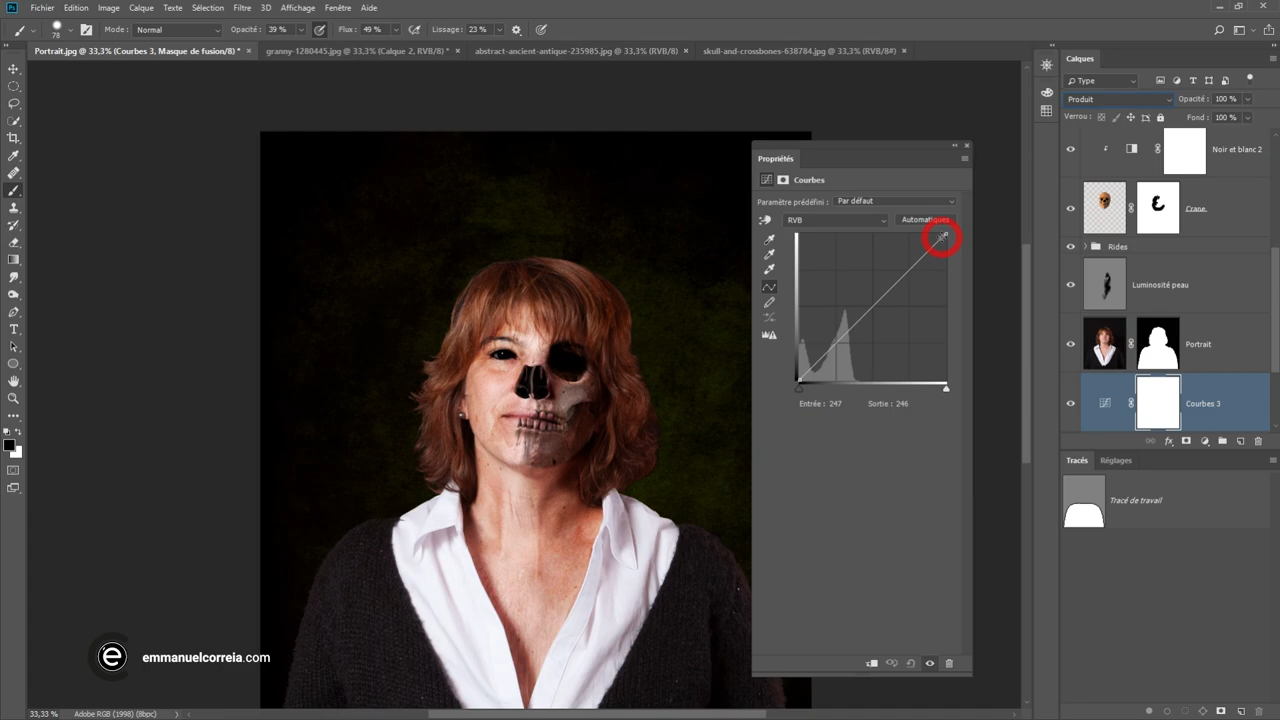 Ps Fichier Edition Image Calque Texte Sélection Filtre 3D Affichage Fenêtre Aide
78 Mode : Normal Opacité : 39 % Flux : 49 % Lissage : 23 %
Portrait.jpg @ 33,3% (Courbes 3, Masque de fusion/8) * × granny-1280445.jpg @ 33,3% (Calque 2, RVB/8) * × abstract-ancient-antique-235985.jpg @ 33,3% (RVB/8) × skull-and-crossbones-638784.jpg @ 33,3% (RVB/8#) ×
Calques
Type
Produit Opacité : 100 %
Verrou : Fond : 100 %
Noir et blanc 2
Crane
Rides
Luminosité peau
Portrait
Courbes 3
fx
Tracés Réglages
Tracé de travail
Propriétés
Courbes
Paramètre prédéfini : Par défaut
RVB Automatiques
Entrée : 247 Sortie : 246
e emmanuelcorreia.com
33,33 % Adobe RGB (1998) (8bpc)